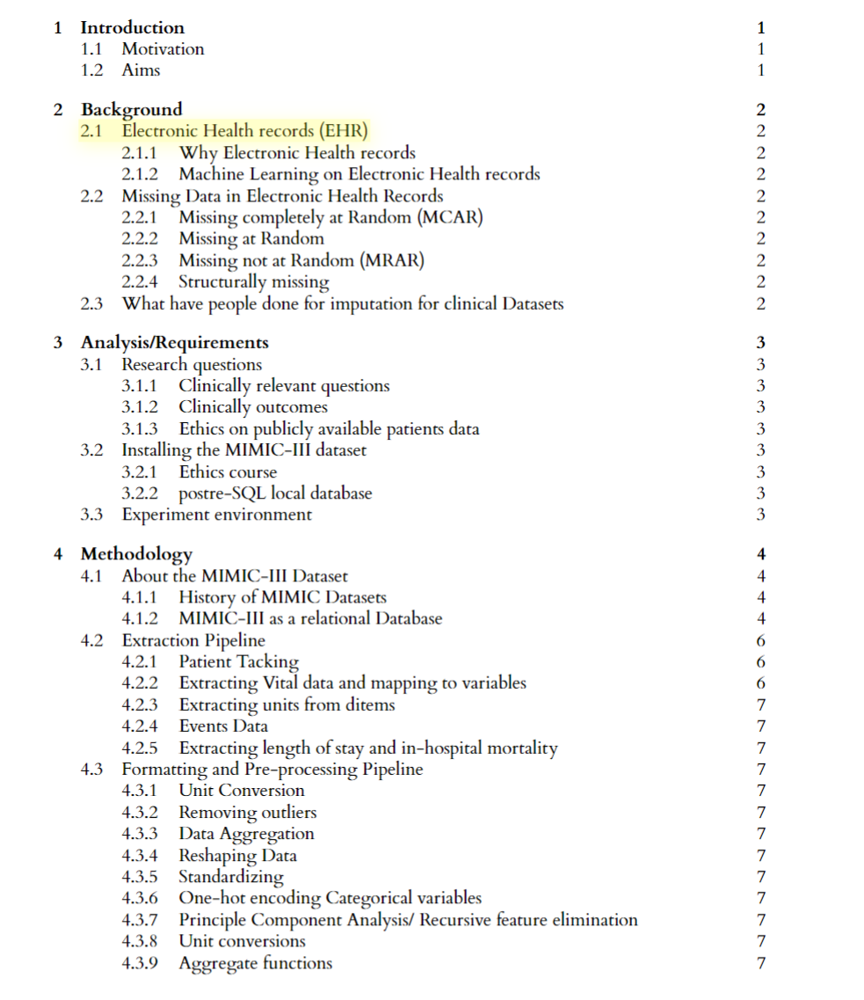 1 Introduction 1
1.1 Motivation 1
1.2 Aims 1
2 Background 2
2.1 Electronic Health records (EHR) 2
2.1.1 Why Electronic Health records 2
2.1.2 Machine Learning on Electronic Health records 2
2.2 Missing Data in Electronic Health Records 2
2.2.1 Missing completely at Random (MCAR) 2
2.2.2 Missing at Random 2
2.2.3 Missing not at Random (MRAR) 2
2.2.4 Structurally missing 2
2.3 What have people done for imputation for clinical Datasets 2
3 Analysis/Requirements 3
3.1 Research questions 3
3.1.1 Clinically relevant questions 3
3.1.2 Clinically outcomes 3
3.1.3 Ethics on publicly available patients data 3
3.2 Installing the MIMIC-III dataset 3
3.2.1 Ethics course 3
3.2.2 postre-SQL local database 3
3.3 Experiment environment 3
4 Methodology 4
4.1 About the MIMIC-III Dataset 4
4.1.1 History of MIMIC Datasets 4
4.1.2 MIMIC-III as a relational Database 4
4.2 Extraction Pipeline 6
4.2.1 Patient Tacking 6
4.2.2 Extracting Vital data and mapping to variables 6
4.2.3 Extracting units from ditems 7
4.2.4 Events Data 7
4.2.5 Extracting length of stay and in-hospital mortality 7
4.3 Formatting and Pre-processing Pipeline 7
4.3.1 Unit Conversion 7
4.3.2 Removing outliers 7
4.3.3 Data Aggregation 7
4.3.4 Reshaping Data 7
4.3.5 Standardizing 7
4.3.6 One-hot encoding Categorical variables 7
4.3.7 Principle Component Analysis/ Recursive feature elimination 7
4.3.8 Unit conversions 7
4.3.9 Aggregate functions 7